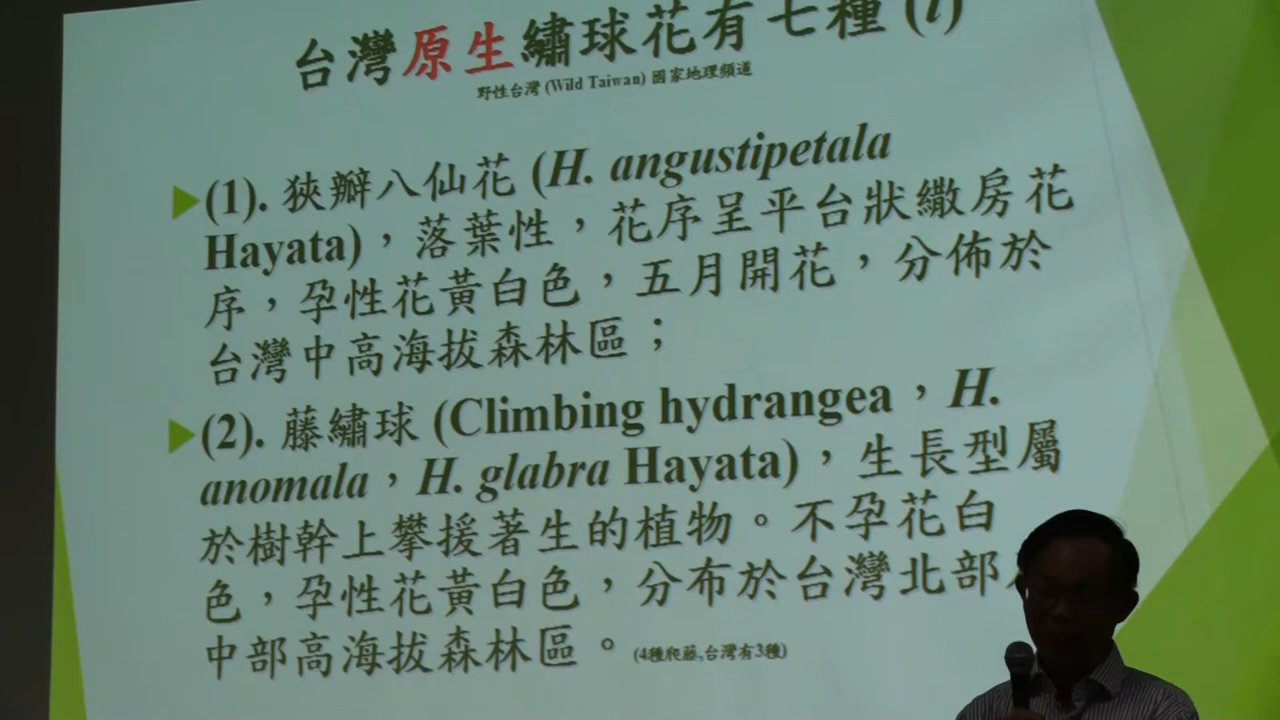 台灣原生繡球花有七種 (i)
野性台灣 (Wild Taiwan) 國家地理頻道
(1). 狹瓣八仙花 (H. angustipetala
Hayata)，落葉性，花序呈平台狀繖房花
序，孕性花黃白色，五月開花，分佈於
台灣中高海拔森林區；
(2). 藤繡球 (Climbing hydrangea，H.
anomala，H. glabra Hayata)，生長型屬
於樹幹上攀援著生的植物。不孕花白
色，孕性花黃白色，分布於台灣北部
中部高海拔森林區。 (4種爬藤,台灣有3種)